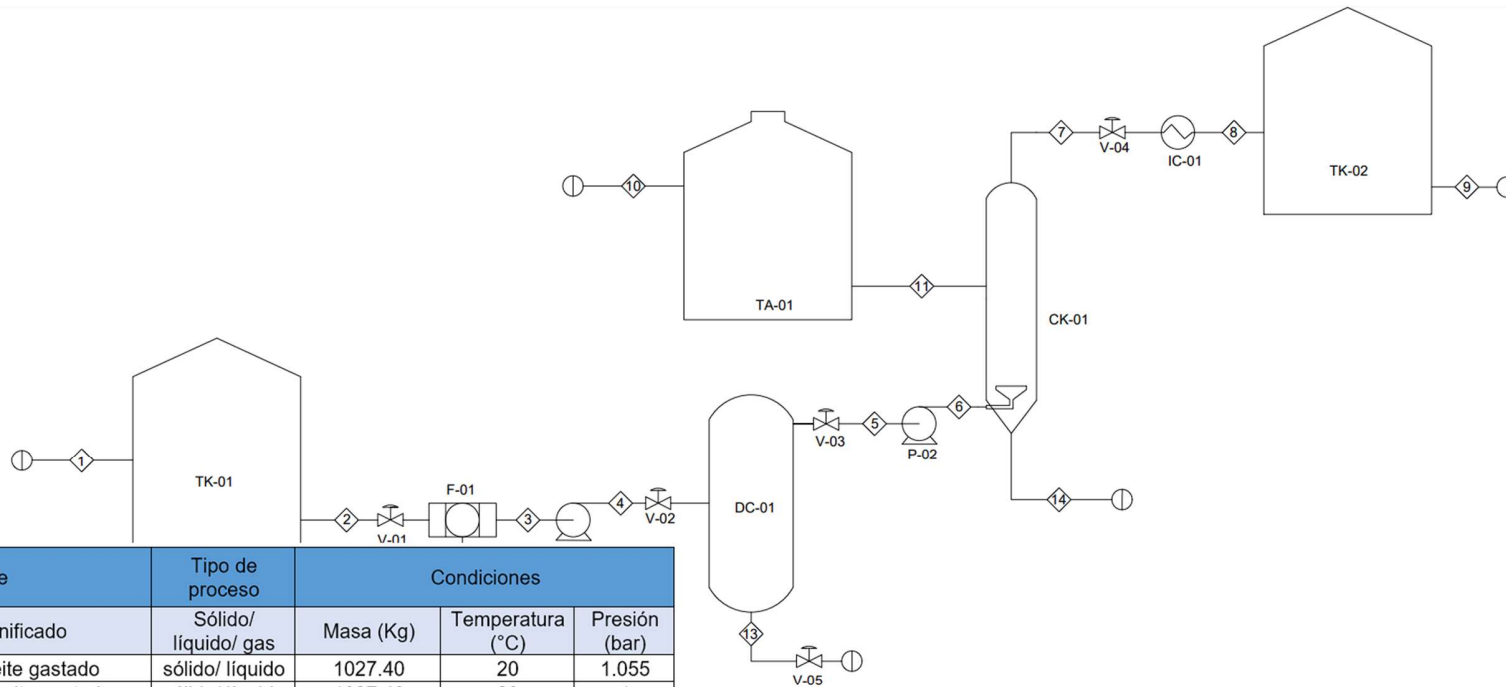 7
V-04
IC-01
8
TK-02
9
10
TA-01
11
CK-01
1
TK-01
2
V-01
F-01
3
4
V-02
DC-01
V-03
5
P-02
6
14
13
V-05
Tipo de proceso
Condiciones
Sólido/ líquido/ gas
Masa (Kg)
Temperatura (°C)
Presión (bar)
gastado
sólido/ líquido
1027.40
20
1.055